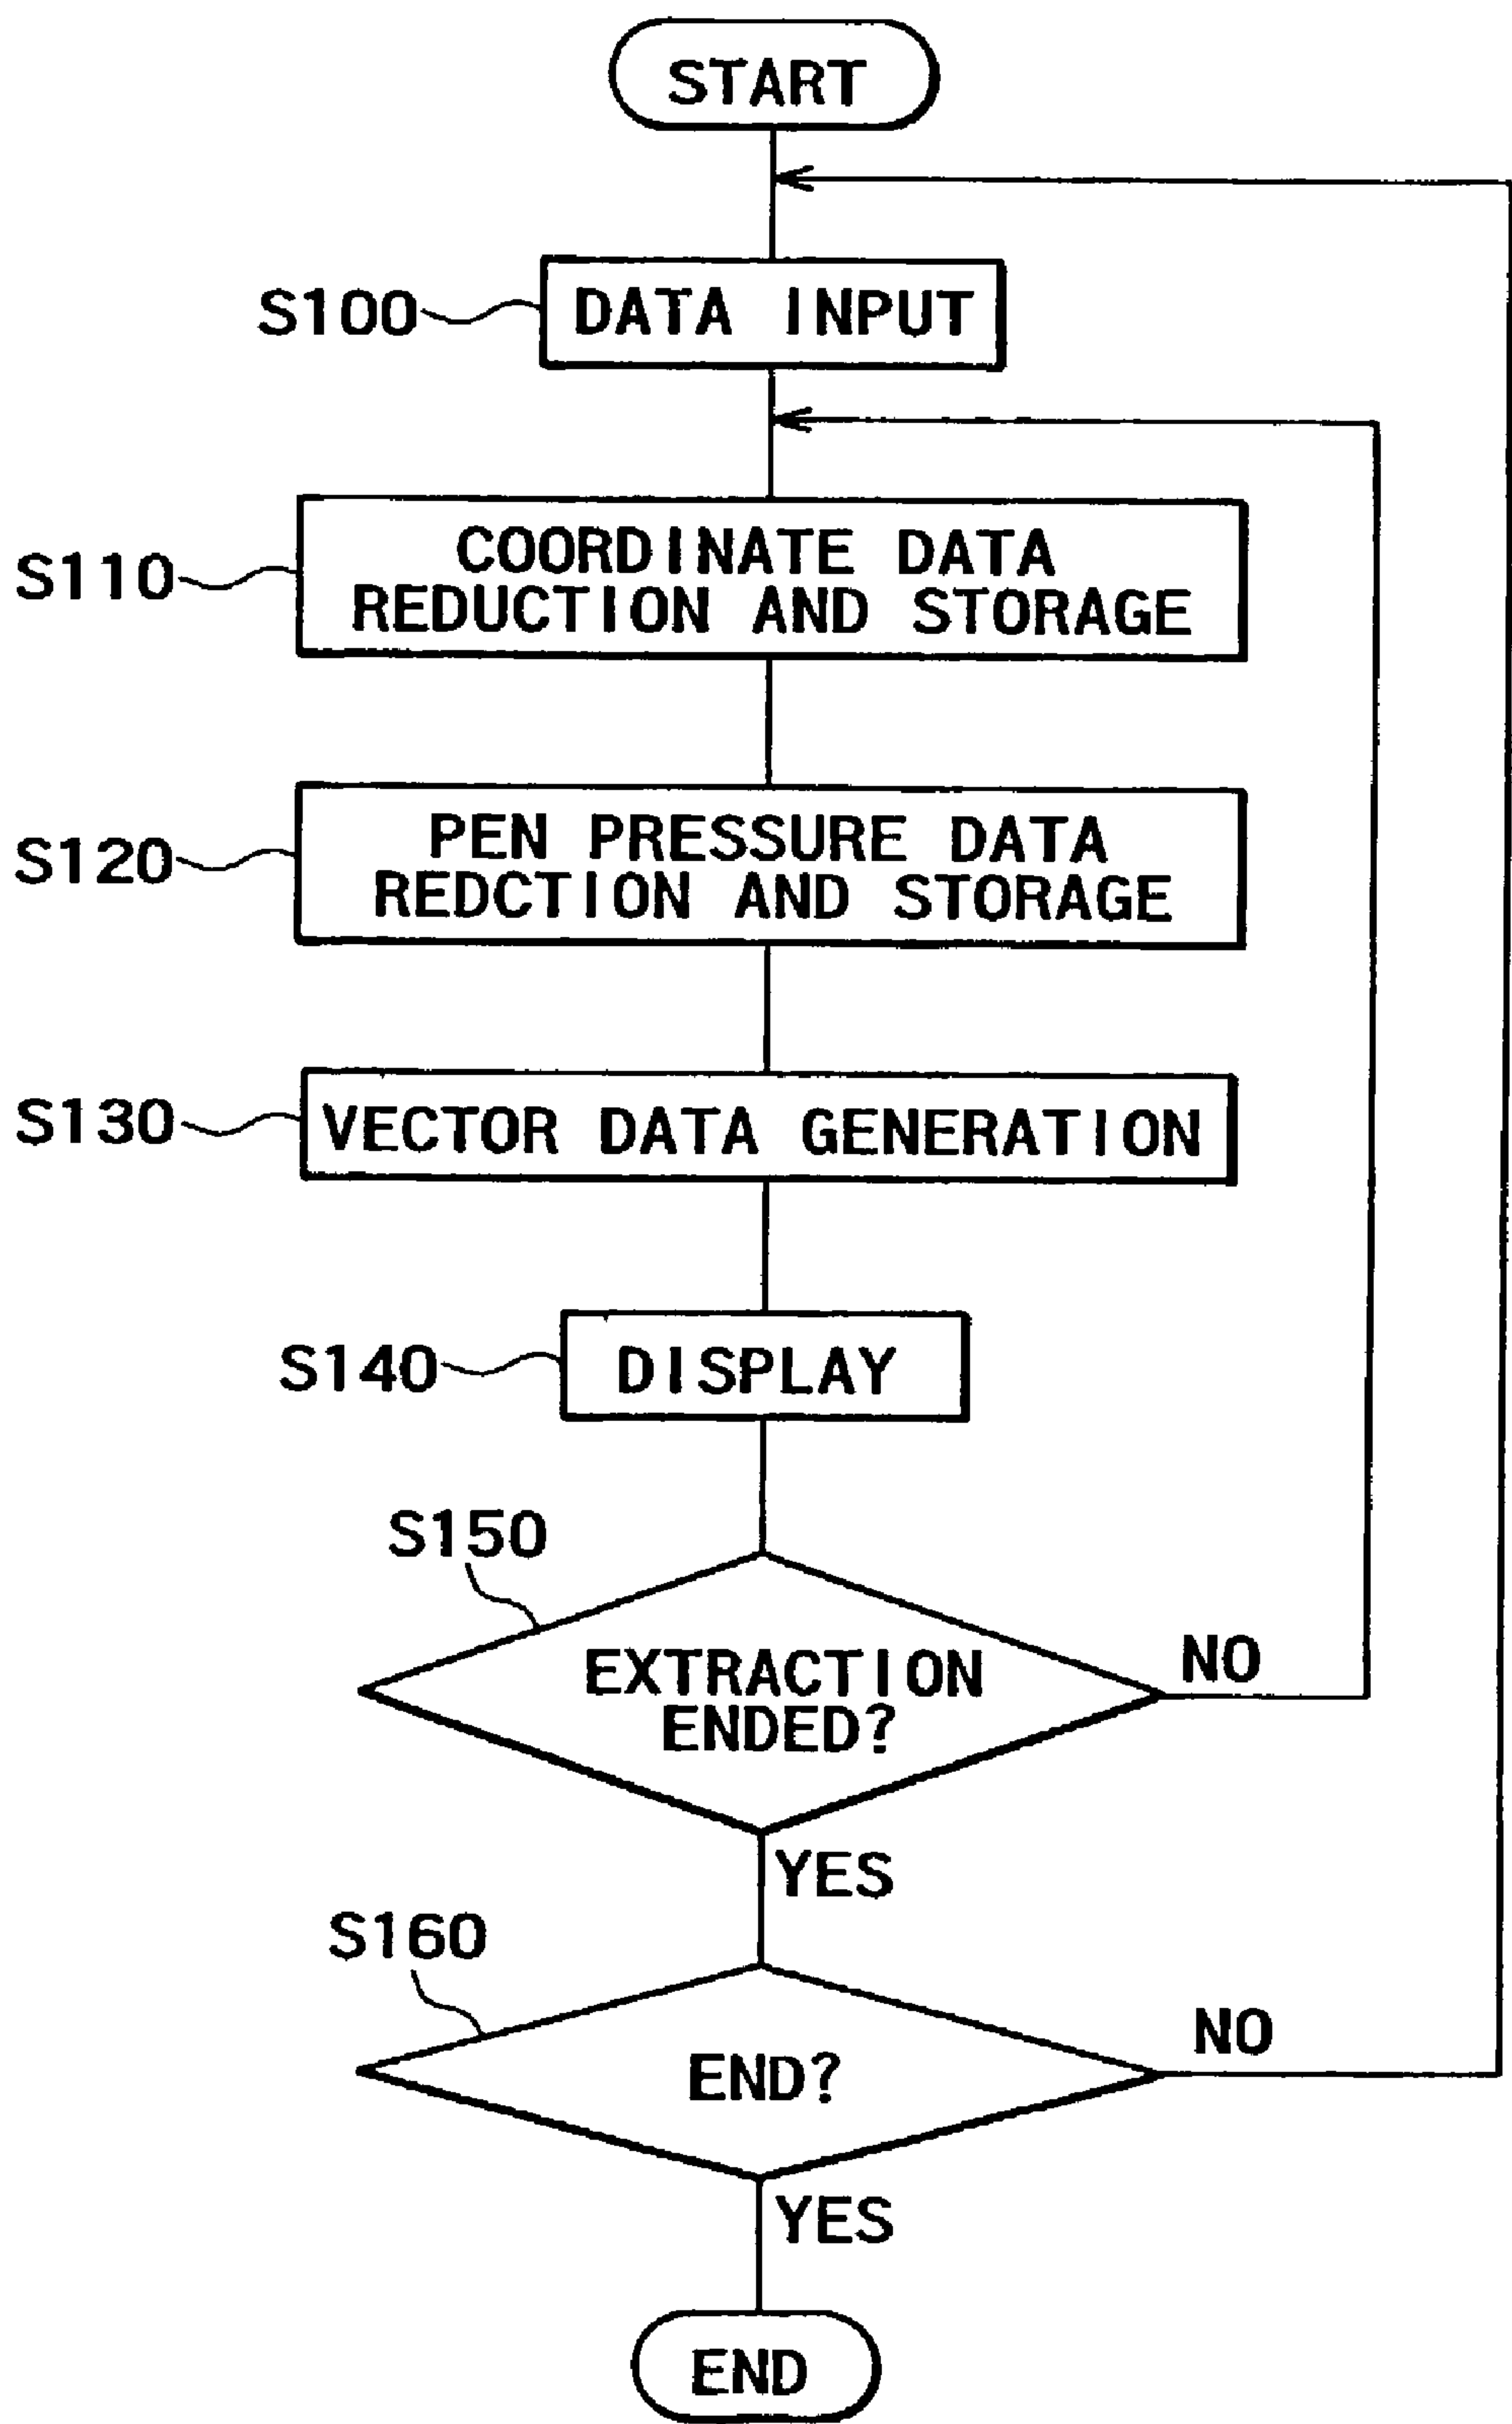 START
S100
DATA INPUT
S110
COORDINATE DATA
REDUCTION AND STORAGE
S120
PEN PRESSURE DATA
REDCTION AND STORAGE
S130
VECTOR DATA GENERATION
S140
DISPLAY
S150
EXTRACTION
ENDED?
NO
YES
S160
END?
NO
YES
END